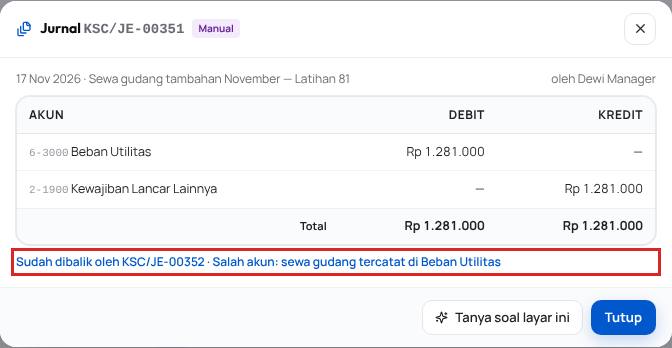 Jurnal KSC/JE-00351 Manual
17 Nov 2026 · Sewa gudang tambahan November — Latihan 81 oleh Dewi Manager
AKUN DEBIT KREDIT
6-3000 Beban Utilitas Rp 1.281.000 —
2-1900 Kewajiban Lancar Lainnya — Rp 1.281.000
Total Rp 1.281.000 Rp 1.281.000
Sudah dibalik oleh KSC/JE-00352 · Salah akun: sewa gudang tercatat di Beban Utilitas
Tanya soal layar ini Tutup